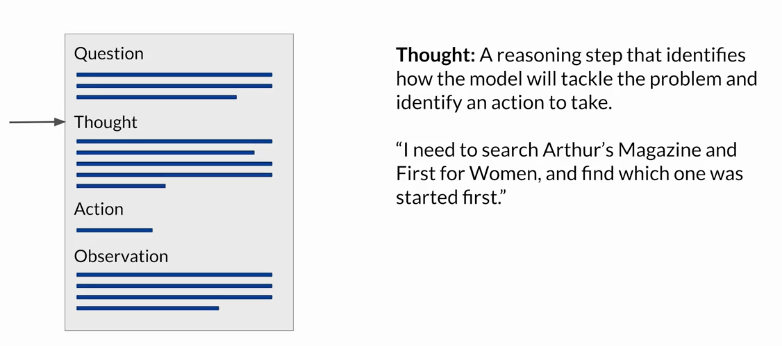 Question
Thought
Action
Observation
Thought: A reasoning step that identifies
how the model will tackle the problem and
identify an action to take.
“I need to search Arthur’s Magazine and
First for Women, and find which one was
started first.”